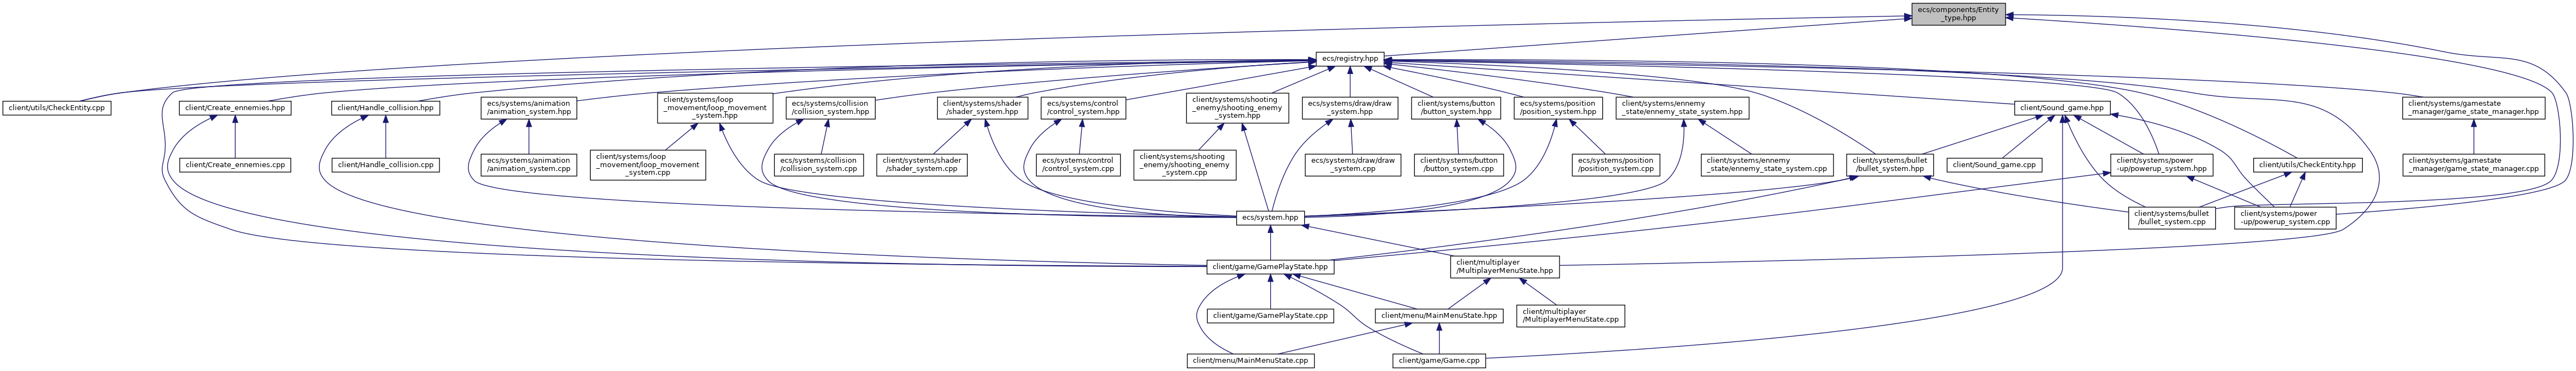 ecs/components/Entity
_type.hpp
ecs/registry.hpp
client/utils/CheckEntity.cpp
client/Create_ennemies.hpp
client/Handle_collision.hpp
ecs/systems/animation
/animation_system.hpp
client/systems/loop
_movement/loop_movement
_system.hpp
ecs/systems/collision
/collision_system.hpp
client/systems/shader
/shader_system.hpp
ecs/systems/control
/control_system.hpp
client/systems/shooting
_enemy/shooting_enemy
_system.hpp
ecs/systems/draw/draw
_system.hpp
client/systems/button
/button_system.hpp
ecs/systems/position
/position_system.hpp
client/systems/ennemy
_state/ennemy_state_system.hpp
client/Sound_game.hpp
client/systems/gamestate
_manager/game_state_manager.hpp
client/Create_ennemies.cpp
client/Handle_collision.cpp
ecs/systems/animation
/animation_system.cpp
client/systems/loop
_movement/loop_movement
_system.cpp
ecs/systems/collision
/collision_system.cpp
client/systems/shader
/shader_system.cpp
ecs/systems/control
/control_system.cpp
client/systems/shooting
_enemy/shooting_enemy
_system.cpp
ecs/systems/draw/draw
_system.cpp
client/systems/button
/button_system.cpp
ecs/systems/position
/position_system.cpp
client/systems/ennemy
_state/ennemy_state_system.cpp
client/systems/bullet
/bullet_system.hpp
client/Sound_game.cpp
client/systems/power
-up/powerup_system.hpp
client/utils/CheckEntity.hpp
client/systems/gamestate
_manager/game_state_manager.cpp
ecs/system.hpp
client/systems/bullet
/bullet_system.cpp
client/systems/power
-up/powerup_system.cpp
client/game/GamePlayState.hpp
client/multiplayer
/MultiplayerMenuState.hpp
client/game/GamePlayState.cpp
client/menu/MainMenuState.hpp
client/multiplayer
/MultiplayerMenuState.cpp
client/menu/MainMenuState.cpp
client/game/Game.cpp